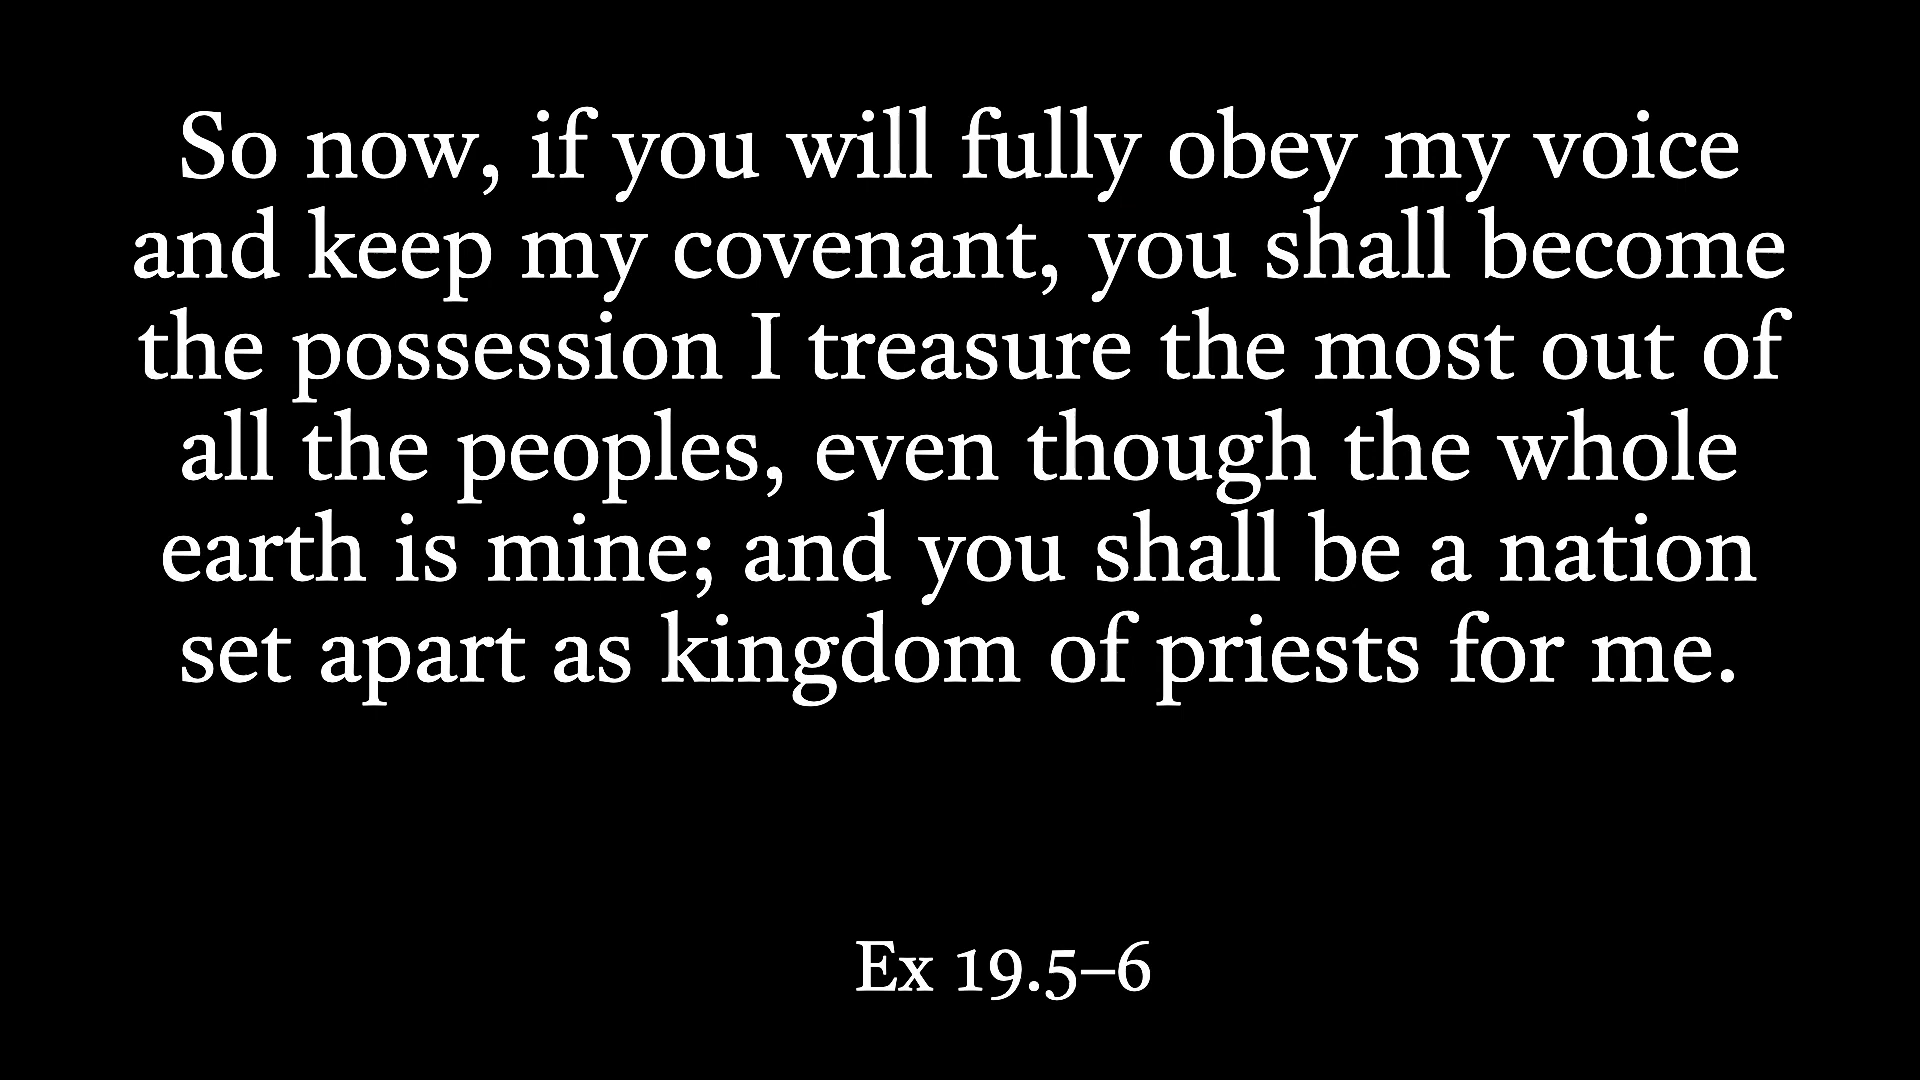 So now, if you will fully obey my voice
and keep my covenant, you shall become
the possession I treasure the most out of
all the peoples, even though the whole
earth is mine; and you shall be a nation
set apart as kingdom of priests for me.
Ex 19.5–6